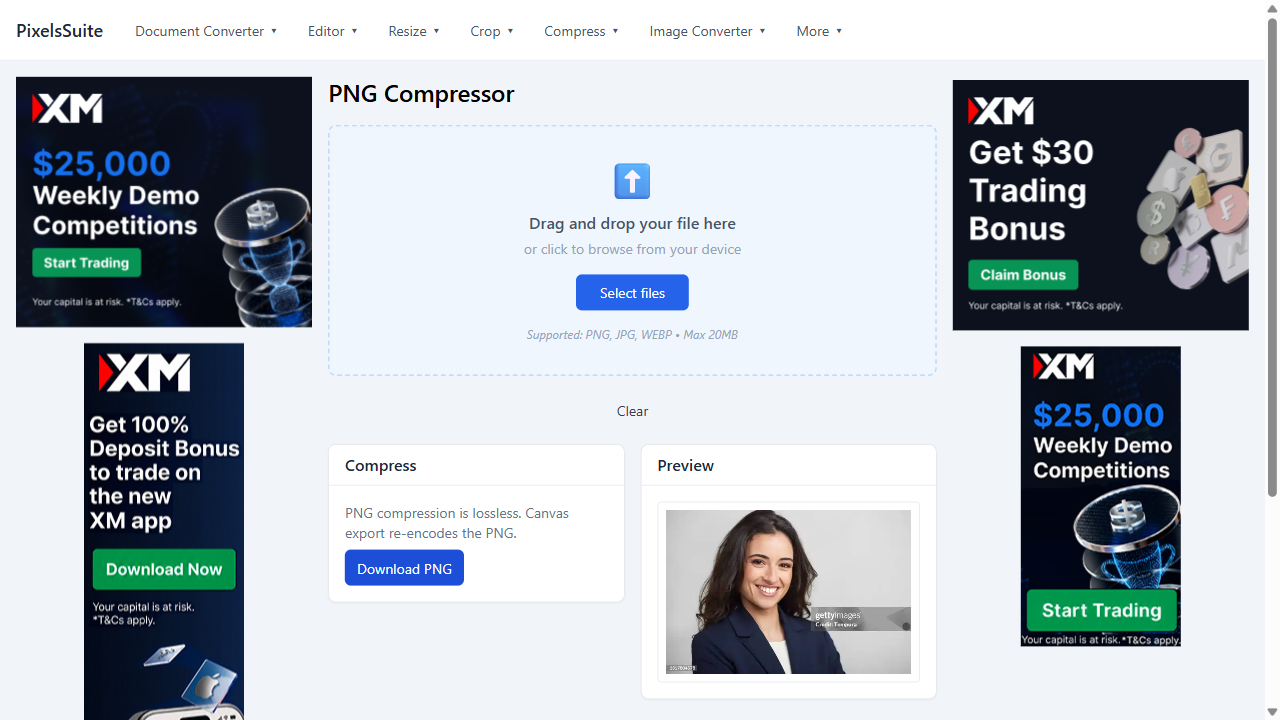 PixelsSuite
Document Converter ▼
Editor ▼
Resize ▼
Crop ▼
Compress ▼
Image Converter ▼
More ▼
XM
$25,000
Weekly Demo
Competitions
Start Trading
Your capital is at risk. *T&Cs apply.
XM
Get 100%
Deposit Bonus
to trade on
the new
XM app
Download Now
Your capital is at risk.
*T&Cs apply.
PNG Compressor
Drag and drop your file here
or click to browse from your device
Select files
Supported: PNG, JPG, WEBP • Max 20MB
Clear
Compress
PNG compression is lossless. Canvas
export re-encodes the PNG.
Download PNG
Preview
gettyimages
Credit: Tempura
XM
Get $30
Trading
Bonus
Claim Bonus
Your capital is at risk. *T&Cs apply.
XM
$25,000
Weekly Demo
Competitions
Start Trading
Your capital is at risk. *T&Cs apply.